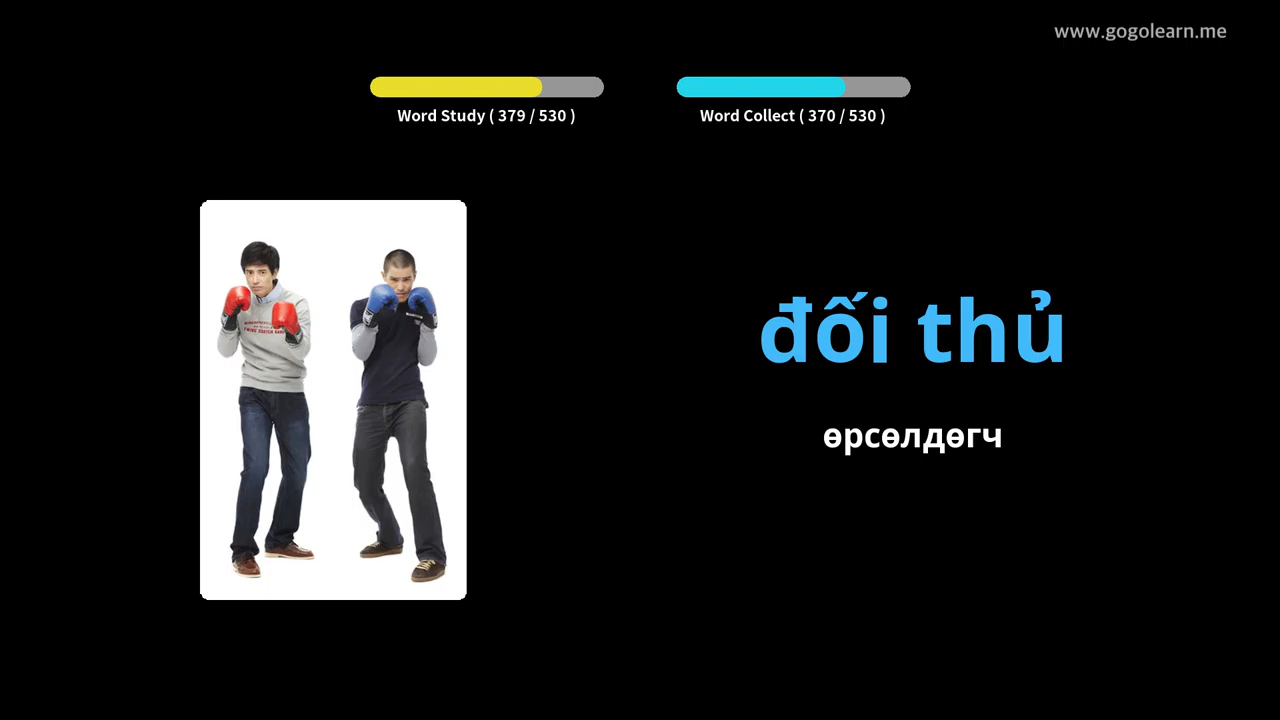 www.gogolearn.me
Word Study ( 379 / 530 )
Word Collect ( 370 / 530 )
đối thủ
өрсөлдөгч